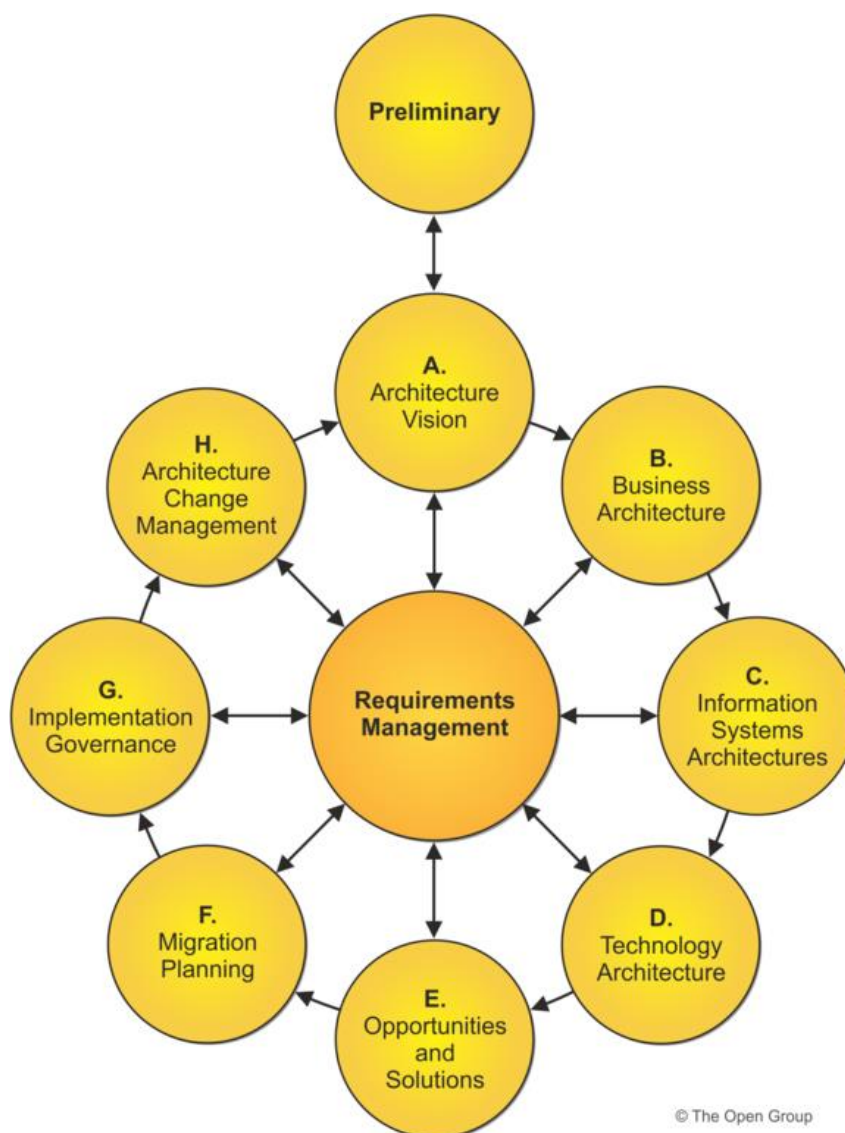 Preliminary
A.
Architecture
Vision
B.
Business
Architecture
C.
Information
Systems
Architectures
D.
Technology
Architecture
E.
Opportunities
and
Solutions
F.
Migration
Planning
G.
Implementation
Governance
H.
Architecture
Change
Management
Requirements
Management
© The Open Group